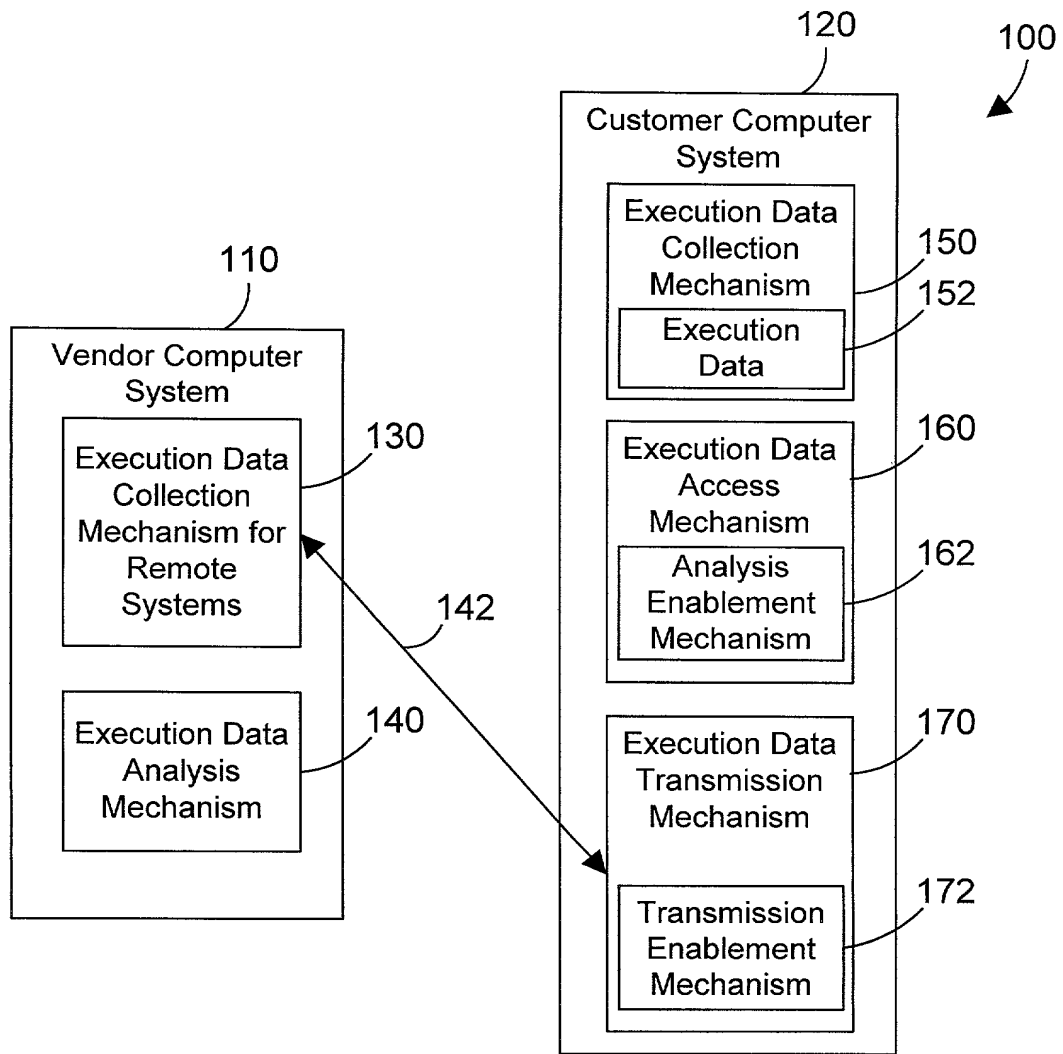 120
100
Customer Computer
System
Execution Data
Collection
Mechanism
150
152
Execution
Data
110
Vendor Computer
System
130
Execution Data
Collection
Mechanism for
Remote
Systems
160
Execution Data
Access
Mechanism
162
Analysis
Enablement
Mechanism
142
140
Execution Data
Analysis
Mechanism
170
Execution Data
Transmission
Mechanism
172
Transmission
Enablement
Mechanism